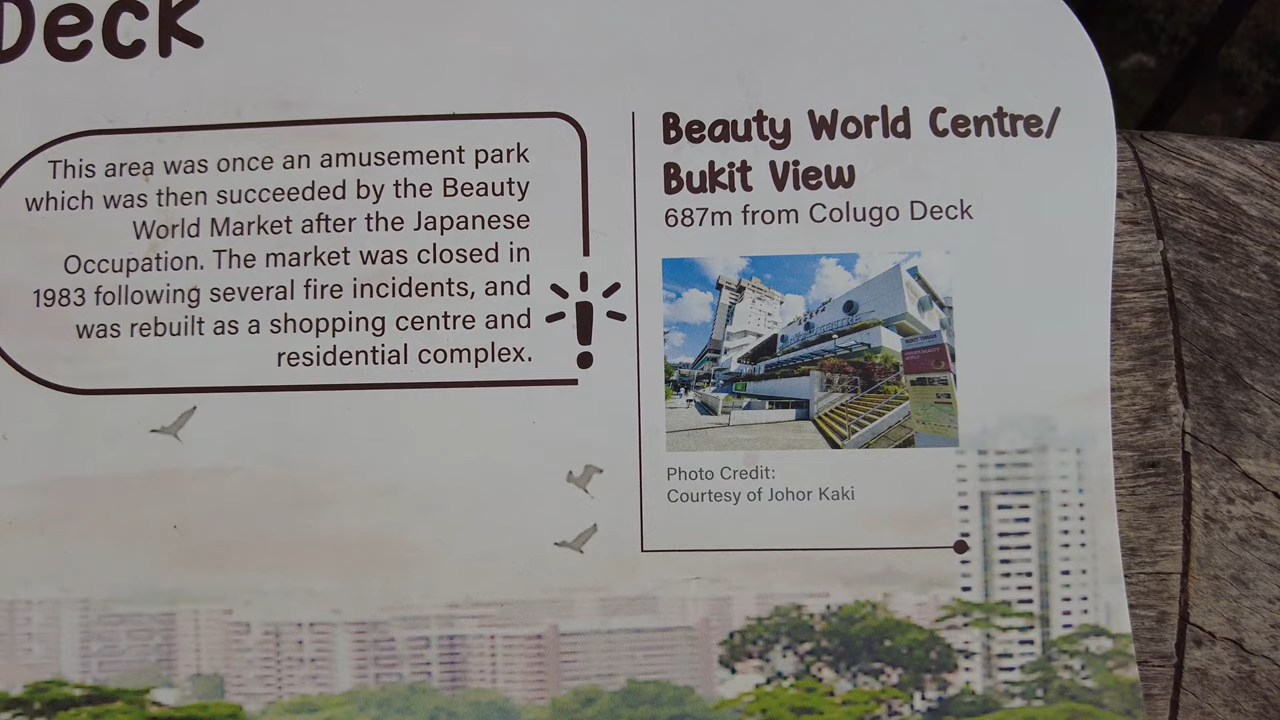 Deck
This area was once an amusement park
which was then succeeded by the Beauty
World Market after the Japanese
Occupation. The market was closed in
1983 following several fire incidents, and
was rebuilt as a shopping centre and
residential complex.
Beauty World Centre/
Bukit View
687m from Colugo Deck
Photo Credit:
Courtesy of Johor Kaki